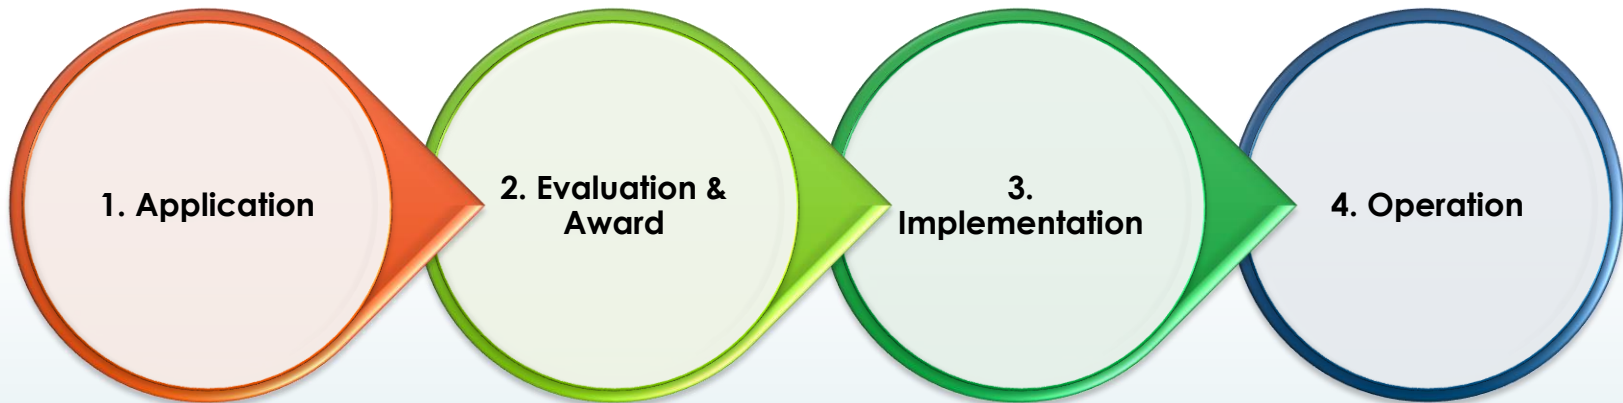 1. Application
2. Evaluation &
Award
3.
Implementation
4. Operation